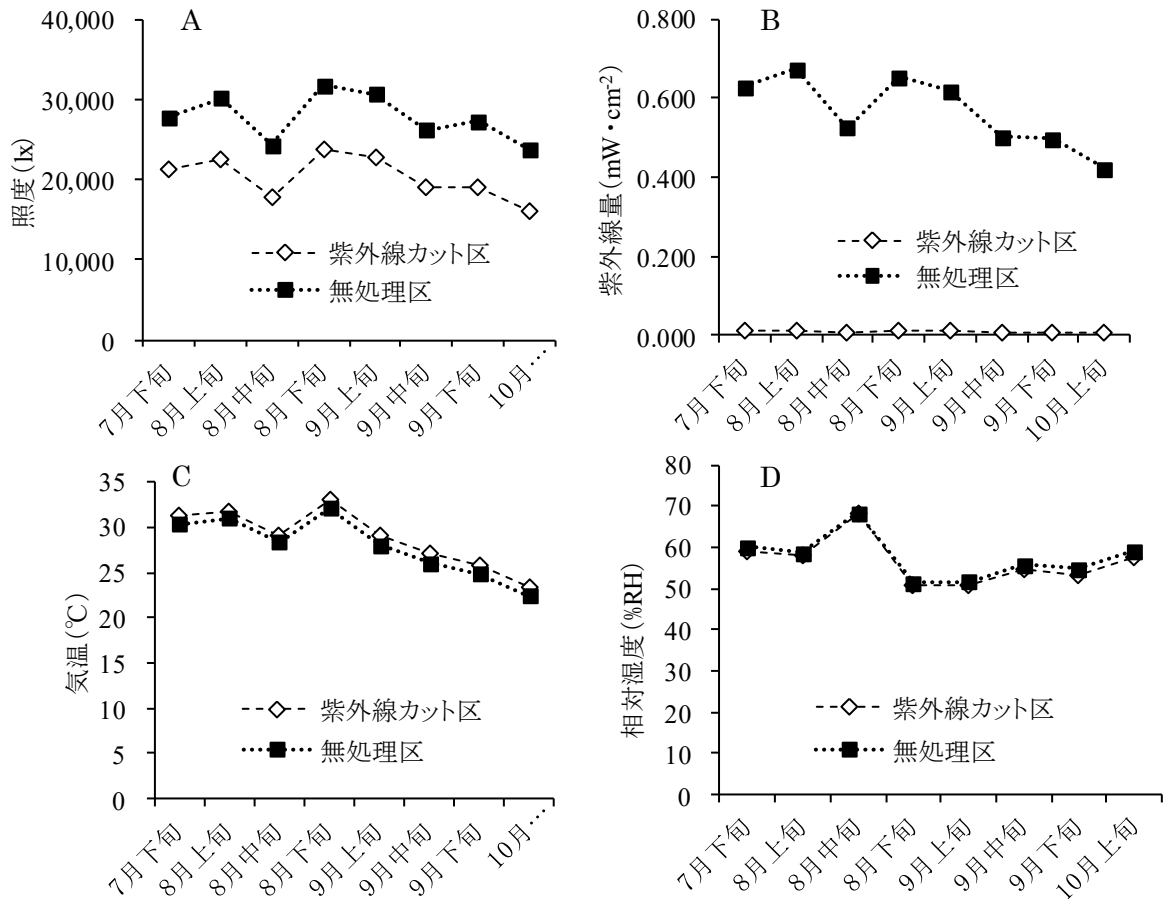 A
照度(lx)
40,000
30,000
20,000
10,000
0
紫外線カット区
無処理区
7月下旬
8月上旬
8月中旬
8月下旬
9月上旬
9月中旬
9月下旬
10月…
B
紫外線量(mW・cm-2)
0.800
0.600
0.400
0.200
0.000
紫外線カット区
無処理区
7月下旬
8月上旬
8月中旬
8月下旬
9月上旬
9月中旬
9月下旬
10月上旬
C
気温(℃)
35
30
25
20
15
10
5
0
紫外線カット区
無処理区
7月下旬
8月上旬
8月中旬
8月下旬
9月上旬
9月中旬
9月下旬
10月…
D
相対湿度(%RH)
80
70
60
50
40
30
20
10
0
紫外線カット区
無処理区
7月下旬
8月上旬
8月中旬
8月下旬
9月上旬
9月中旬
9月下旬
10月上旬